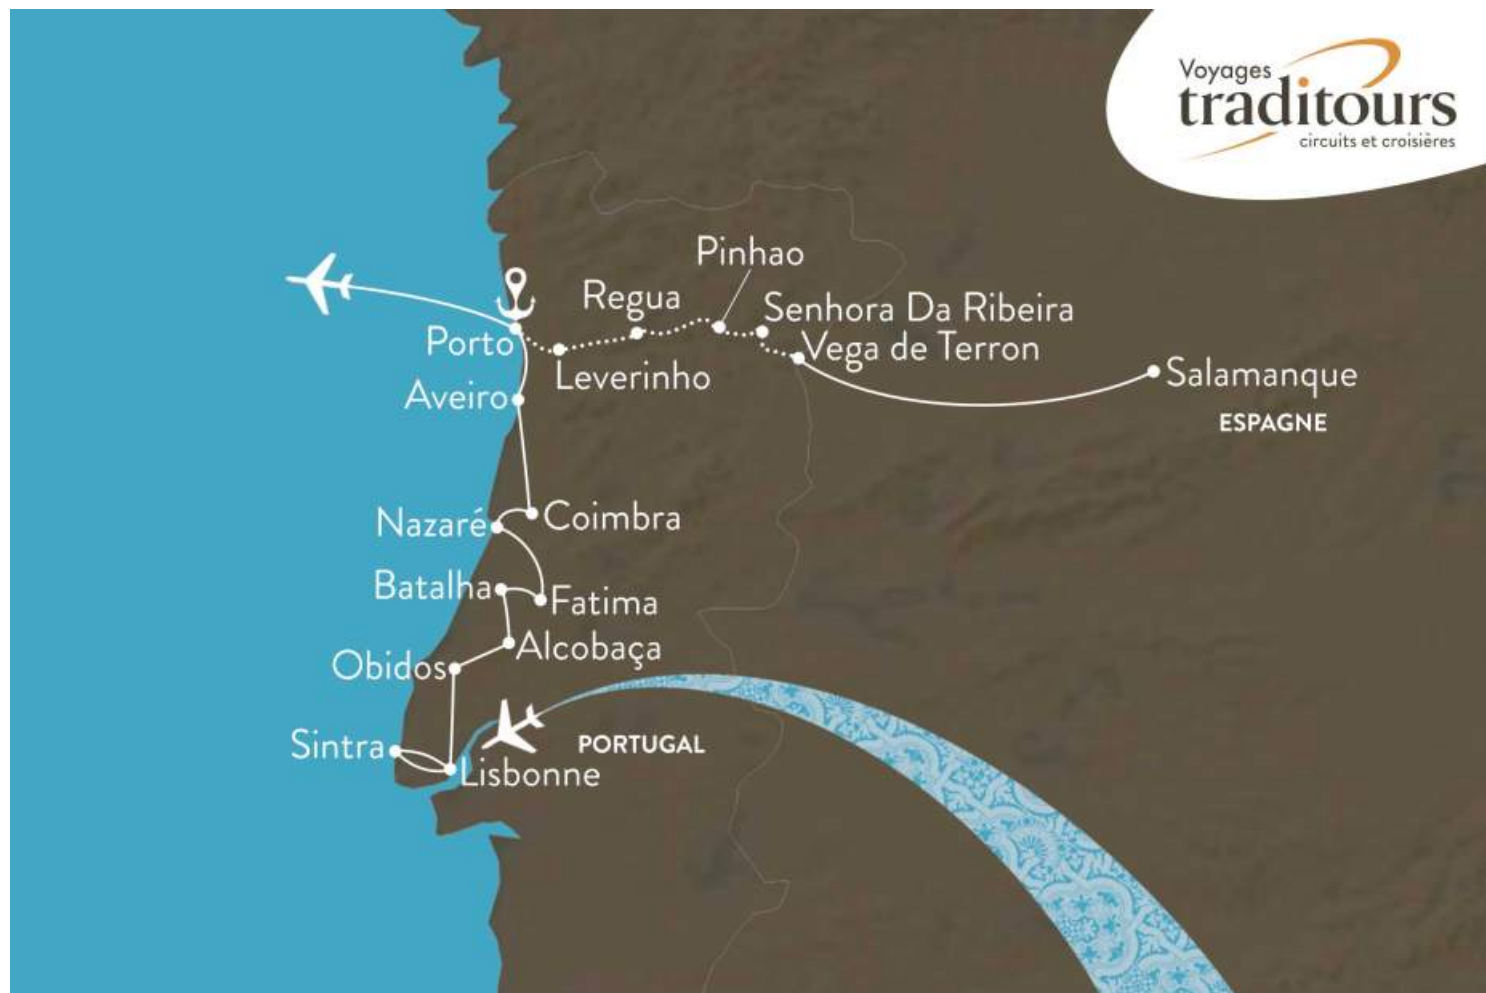 Voyages
traditours
circuits et croisières
Pinhao
Regua
Senhora Da Ribeira
Porto
Vega de Terron
Leverinho
Salamanque
Aveiro
ESPAGNE
Nazaré
Coimbra
Batalha
Fatima
Alcobaça
Obidos
Sintra
PORTUGAL
Lisbonne